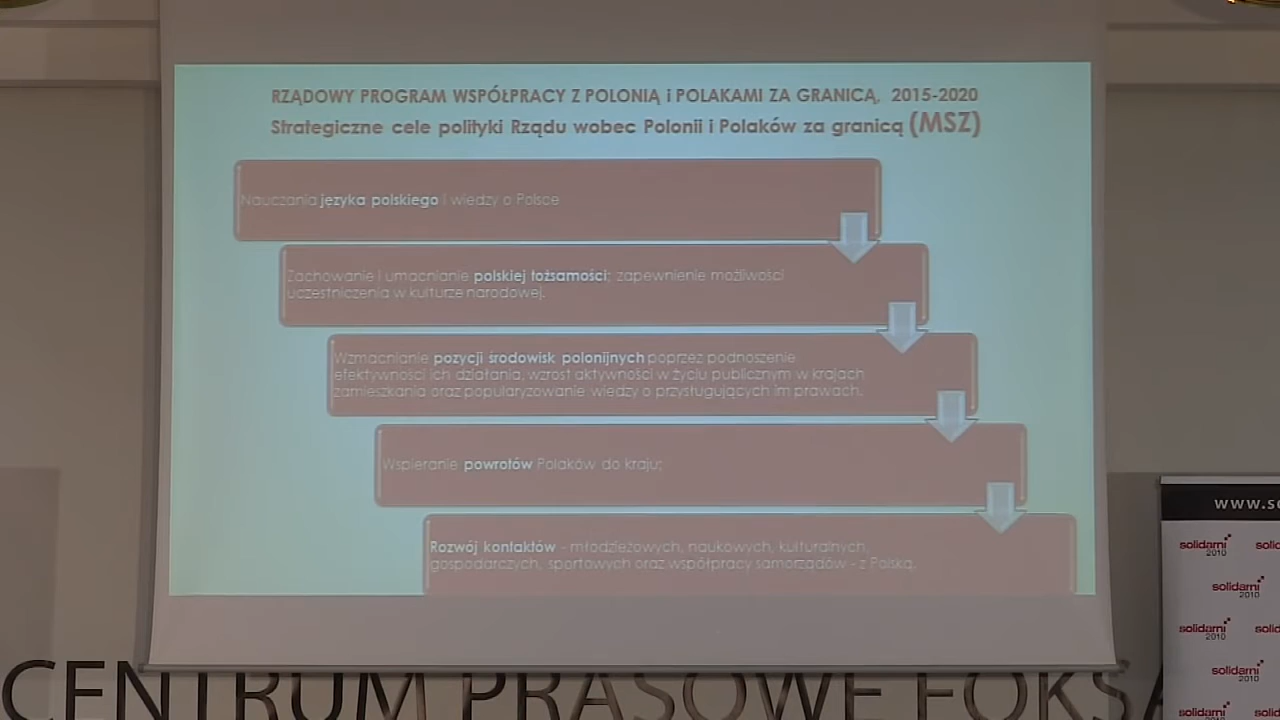 RZĄDOWY PROGRAM WSPÓŁPRACY Z POLONIĄ i POLAKAMI ZA GRANICĄ, 2015-2020
Strategiczne cele polityki Rządu wobec Polonii i Polaków za granicą (MSZ)
Nauczania języka polskiego i wiedzy o Polsce
Zachowanie i umacnianie polskiej tożsamości; zapewnienie możliwości
uczestniczenia w kulturze narodowej.
Wzmacnianie pozycji środowisk polonijnych poprzez podnoszenie
efektywności ich działania, wzrost aktywności w życiu publicznym w krajach
zamieszkania oraz popularyzowanie wiedzy o przysługujących im prawach.
Wspieranie powrotów Polaków do kraju;
Rozwój kontaktów - młodzieżowych, naukowych, kulturalnych,
gospodarczych, sportowych oraz współpracy samorządów - z Polską.
CENTRUM PRASOWE FOKSA
www.so
solidarni 2010
solid
solidarni 2010
solidarni 2010
solid
solidarni 2010
solidarni 2010
solid